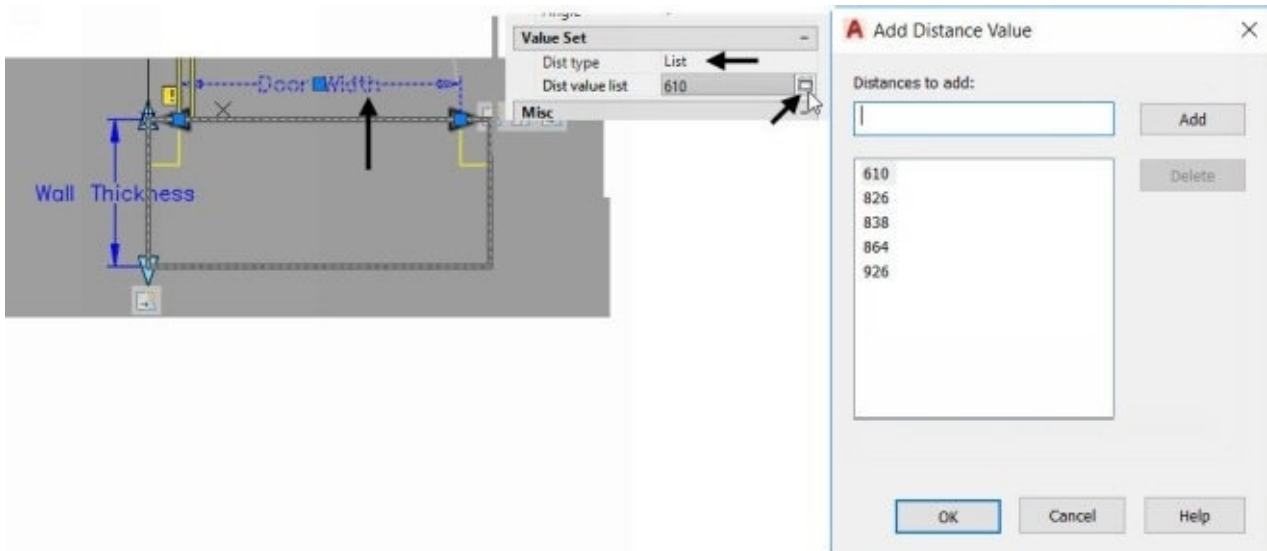 Angle
Value Set
Dist type List
Dist value list 610
Misc
Door Width
Wall Thickness
Add Distance Value
Distances to add:
Add
Delete
610
826
838
864
926
OK Cancel Help